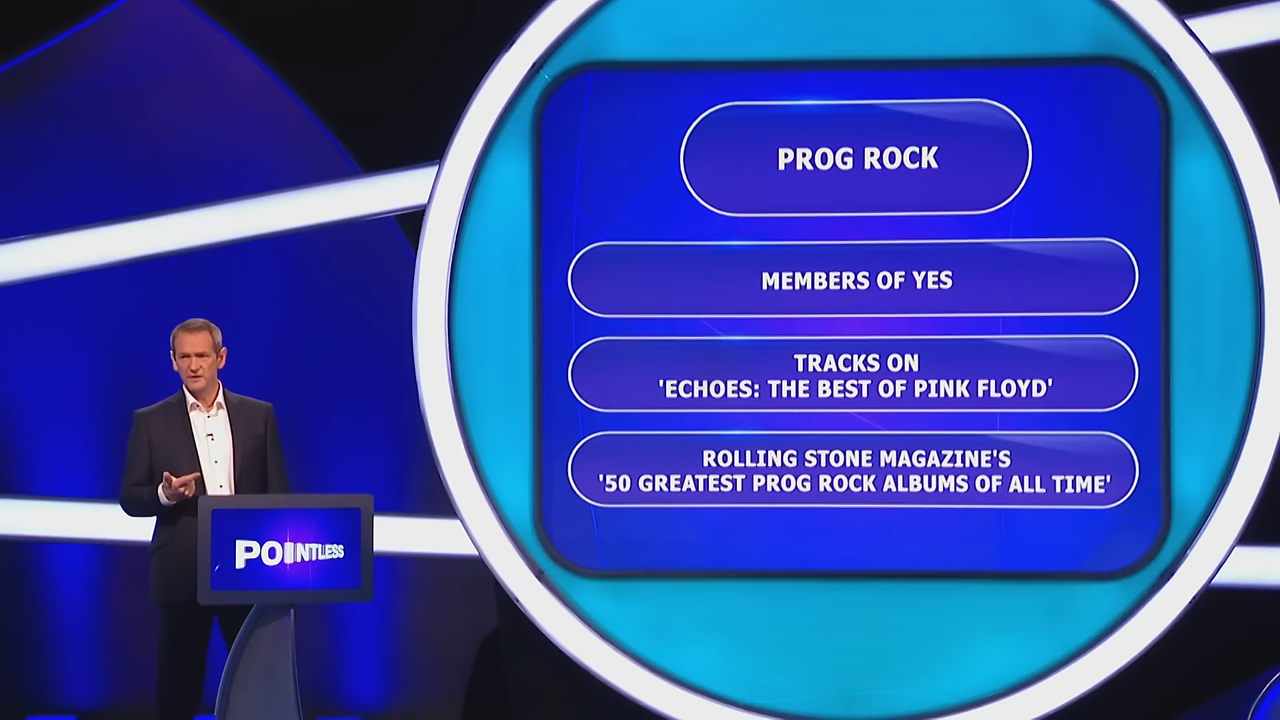 PROG ROCK
MEMBERS OF YES
TRACKS ON
'ECHOES: THE BEST OF PINK FLOYD'
ROLLING STONE MAGAZINE'S
'50 GREATEST PROG ROCK ALBUMS OF ALL TIME'
POINTLESS